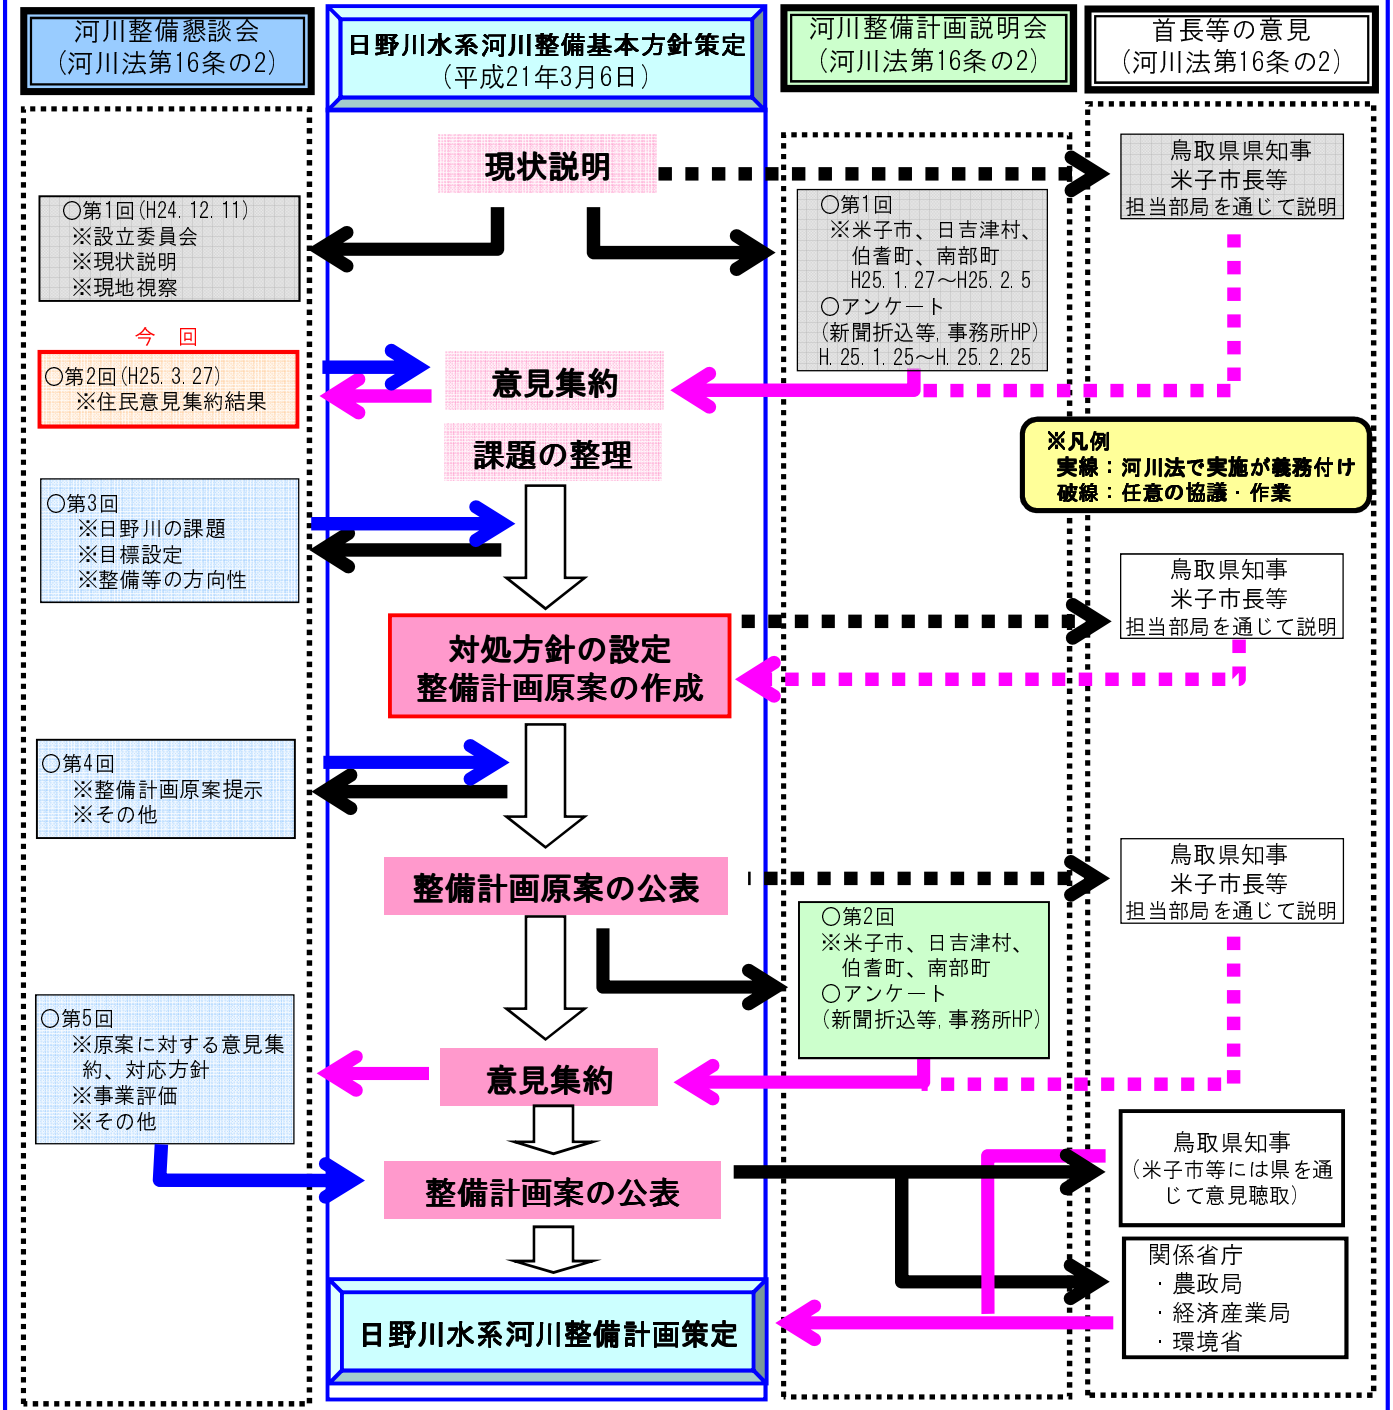 河川整備懇談会
(河川法第16条の2)
日野川水系河川整備基本方針策定
(平成21年3月6日)
河川整備計画説明会
(河川法第16条の2)
首長等の意見
(河川法第16条の2)
現状説明
鳥取県県知事
米子市長等
担当部局を通じて説明
○第1回(H24.12.11)
※設立委員会
※現状説明
※現地視察
○第1回
※米子市、日吉津村、
伯耆町、南部町
H25.1.27～H25.2.5
○アンケート
(新聞折込等,事務所HP)
H.25.1.25～H.25.2.25
今　回
○第2回(H25.3.27)
※住民意見集約結果
意見集約
課題の整理
※凡例
実線：河川法で実施が義務付け
破線：任意の協議・作業
○第3回
※日野川の課題
※目標設定
※整備等の方向性
鳥取県知事
米子市長等
担当部局を通じて説明
対処方針の設定
整備計画原案の作成
○第4回
※整備計画原案提示
※その他
整備計画原案の公表
鳥取県知事
米子市長等
担当部局を通じて説明
○第2回
※米子市、日吉津村、
伯耆町、南部町
○アンケート
(新聞折込等,事務所HP)
○第5回
※原案に対する意見集
約、対応方針
※事業評価
※その他
意見集約
整備計画案の公表
鳥取県知事
(米子市等には県を通
じて意見聴取)
関係省庁
・農政局
・経済産業局
・環境省
日野川水系河川整備計画策定